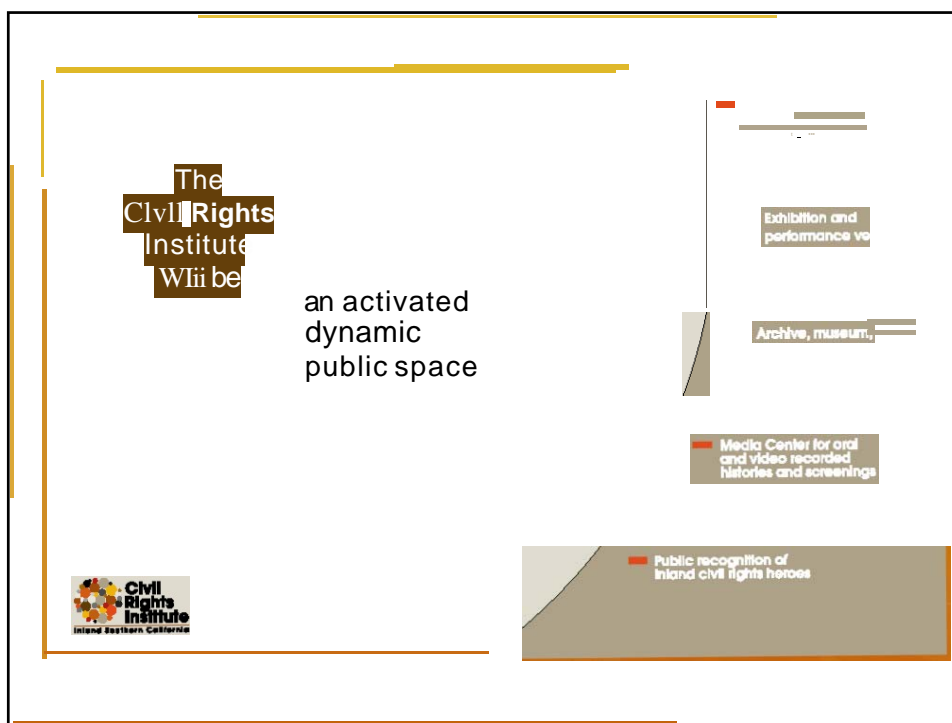 The
Clvll Rights
Institute
WIii be
an activated
dynamic
public space
Exhibition and
performance ve
Archive, museum,
Media Center for oral
and video recorded
histories and screenings
Public recognition of
inland civil rights heroes
Civil
Rights
Institute
Inland Southern California